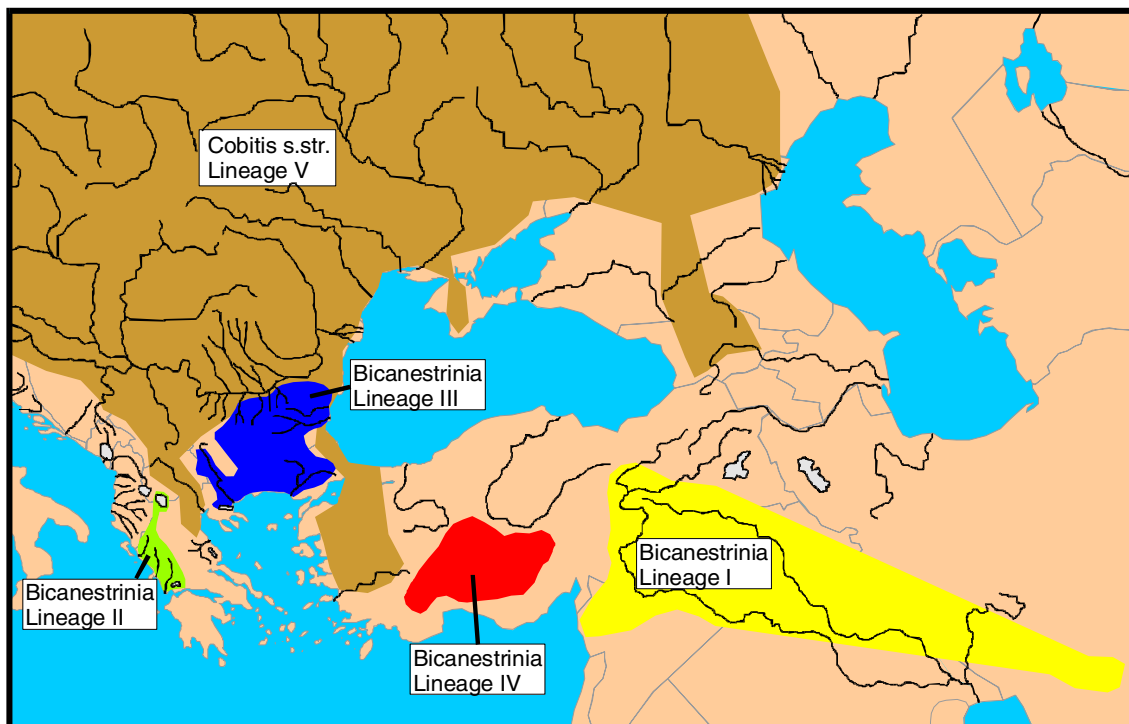 Cobitis s.str.
Lineage V
Bicanestrinia
Lineage III
Bicanestrinia
Lineage I
Bicanestrinia
Lineage II
Bicanestrinia
Lineage IV